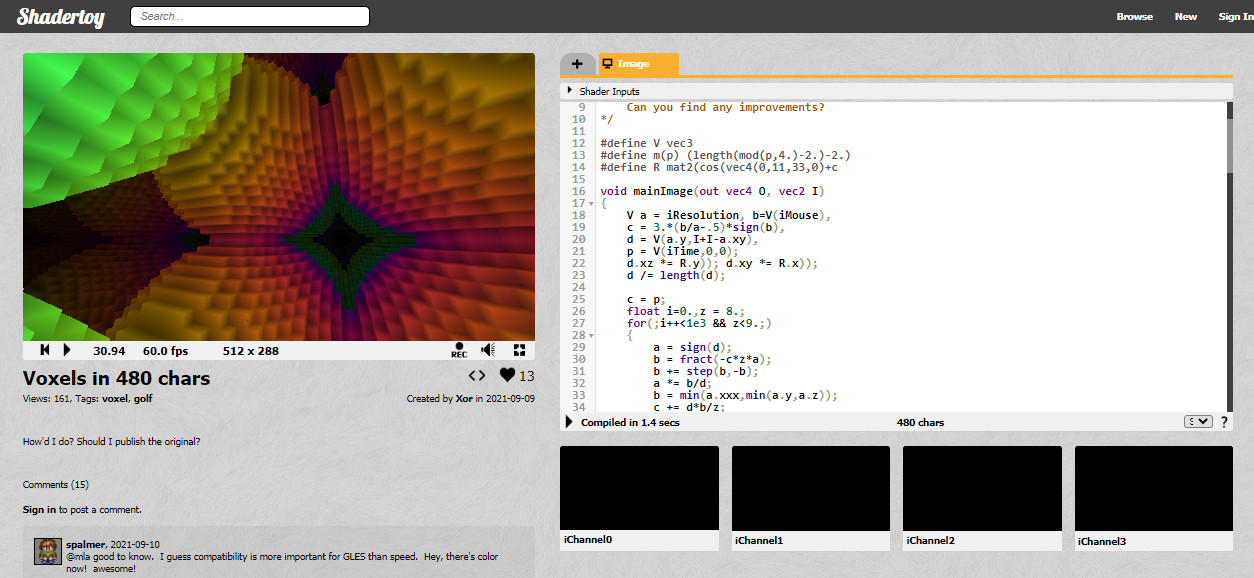 Shadertoy
Search...
Browse
New
Sign In
+
Image
Shader Inputs
9 Can you find any improvements?
10 */
11
12 #define V vec3
13 #define m(p) (length(mod(p,4.)-2.)-2.)
14 #define R mat2(cos(vec4(0,11,33,0)+c
15
16 void mainImage(out vec4 O, vec2 I)
17 {
18 V a = iResolution, b=V(iMouse),
19 c = 3.*(b/a-.5)*sign(b),
20 d = V(a.y,I+I-a.xy),
21 p = V(iTime,0,0);
22 d.xz *= R.y)); d.xy *= R.x));
23 d /= length(d);
24
25 c = p;
26 float i=0.,z = 8.;
27 for(;i++<1e3 && z<9.;)
28 {
29 a = sign(d);
30 b = fract(-c*z*a);
31 b += step(b,-b);
32 a *= b/d;
33 b = min(a.xxx,min(a.y,a.z));
34 c += d*b/z;
Compiled in 1.4 secs
480 chars
?
30.94
60.0 fps
512 x 288
REC
Voxels in 480 chars
13
Views: 161, Tags: voxel, golf
Created by Xor in 2021-09-09
How'd I do? Should I publish the original?
Comments (15)
Sign in to post a comment.
spalmer, 2021-09-10
@mla good to know. I guess compatibility is more important for GLES than speed. Hey, there's color
now! awesome!
iChannel0
iChannel1
iChannel2
iChannel3